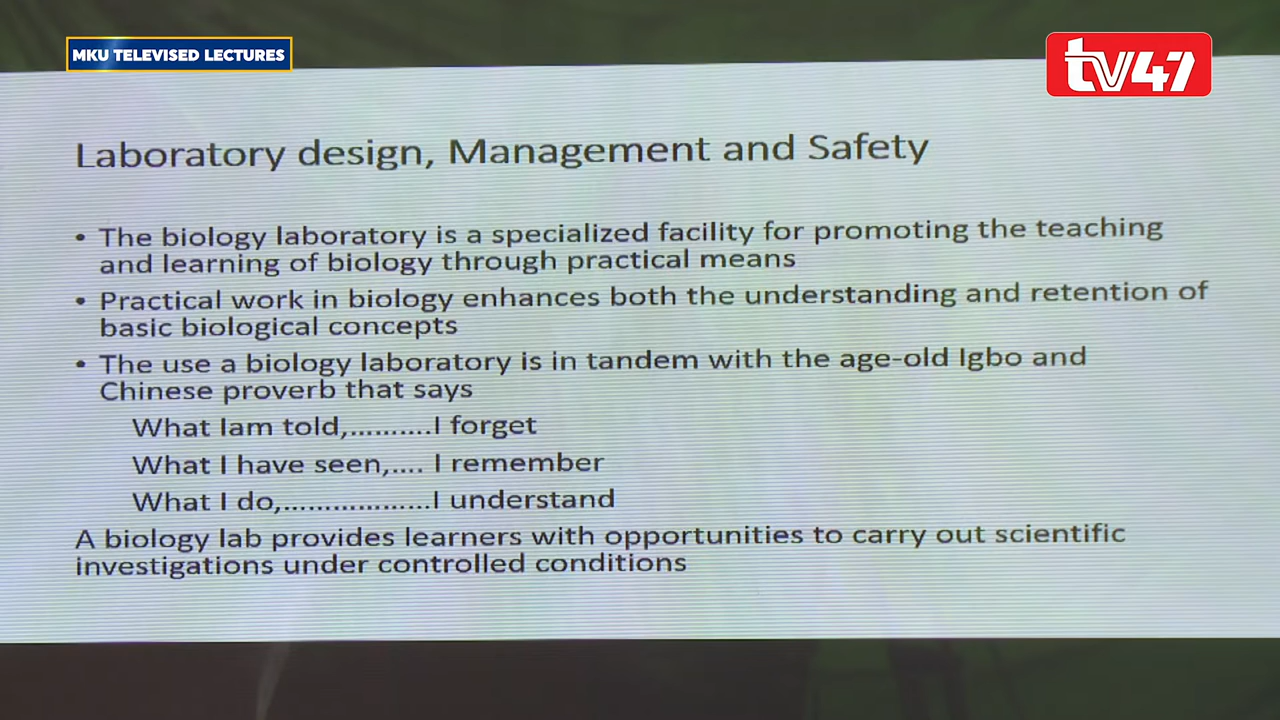 MKU TELEVISED LECTURES
tv47
Laboratory design, Management and Safety
• The biology laboratory is a specialized facility for promoting the teaching
and learning of biology through practical means
• Practical work in biology enhances both the understanding and retention of
basic biological concepts
• The use a biology laboratory is in tandem with the age-old Igbo and
Chinese proverb that says
What Iam told,..........I forget
What I have seen,.... I remember
What I do,..................I understand
A biology lab provides learners with opportunities to carry out scientific
investigations under controlled conditions